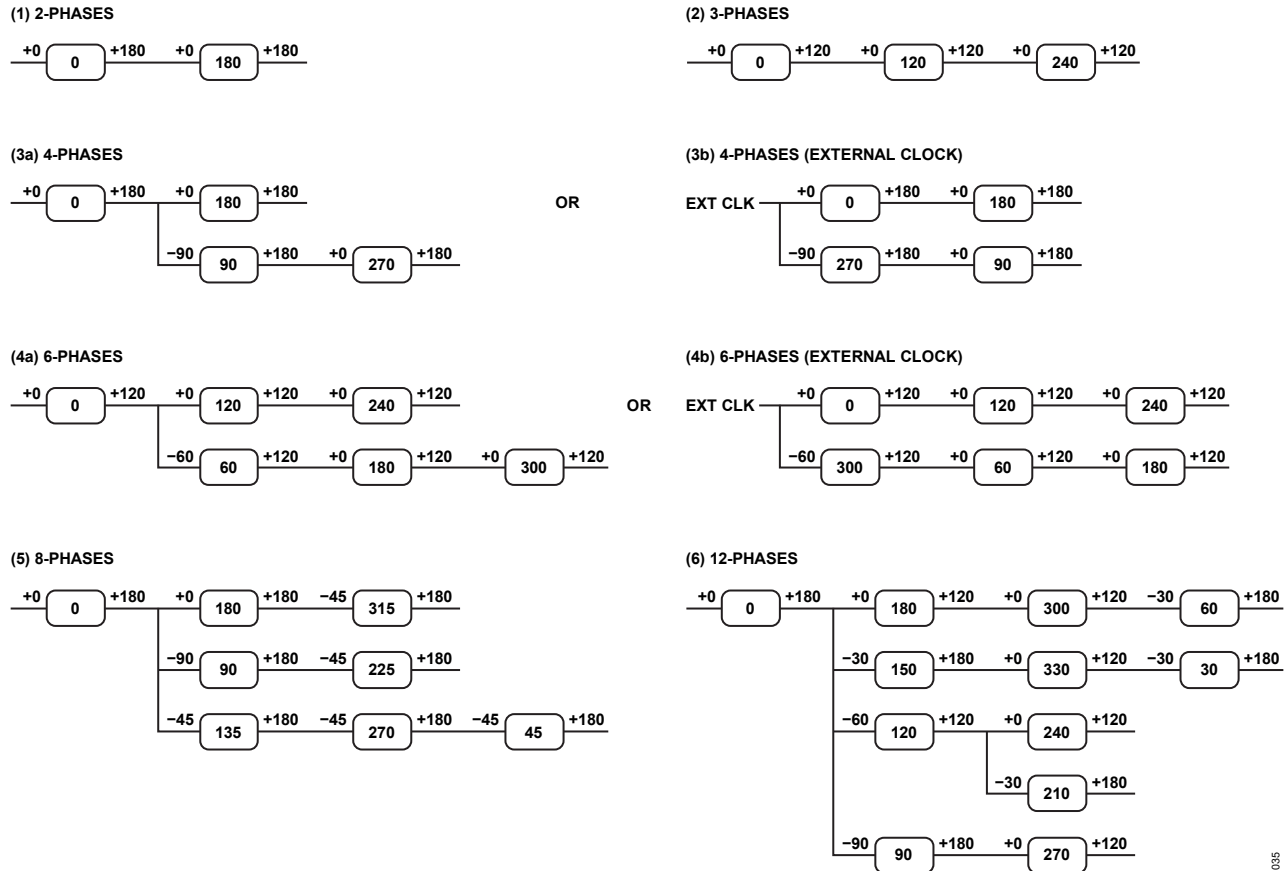 (1) 2-PHASES
+0 0 +180 +0 180 +180
(2) 3-PHASES
+0 0 +120 +0 120 +120 +0 240 +120
(3a) 4-PHASES
+0 0 +180 +0 180 +180
−90 90 +180 +0 270 +180
OR
(3b) 4-PHASES (EXTERNAL CLOCK)
EXT CLK +0 0 +180 +0 180 +180
−90 270 +180 +0 90 +180
(4a) 6-PHASES
+0 0 +120 +0 120 +120 +0 240 +120
−60 60 +120 +0 180 +120 +0 300 +120
OR
(4b) 6-PHASES (EXTERNAL CLOCK)
EXT CLK +0 0 +120 +0 120 +120 +0 240 +120
−60 300 +120 +0 60 +120 +0 180 +120
(5) 8-PHASES
+0 0 +180 +0 180 +180 −45 315 +180
−90 90 +180 −45 225 +180
−45 135 +180 −45 270 +180 −45 45 +180
(6) 12-PHASES
+0 0 +180 +0 180 +120 +0 300 +120 −30 60 +180
−30 150 +180 +0 330 +120 −30 30 +180
−60 120 +120 +0 240 +120
−30 210 +180
−90 90 +180 +0 270 +120
035